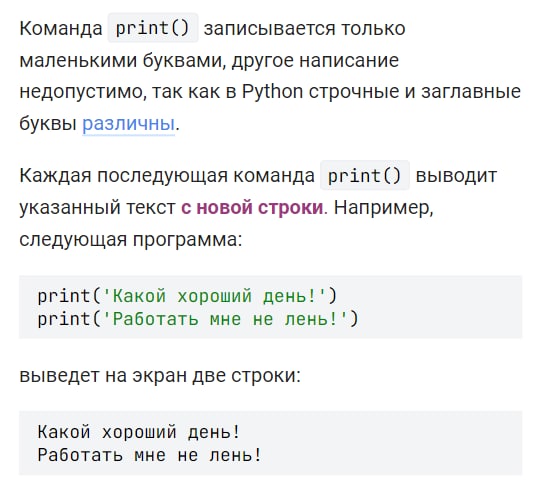 Команда print() записывается только
маленькими буквами, другое написание
недопустимо, так как в Python строчные и заглавные
буквы различны.
Каждая последующая команда print() выводит
указанный текст с новой строки. Например,
следующая программа:
print('Какой хороший день!')
print('Работать мне не лень!')
выведет на экран две строки:
Какой хороший день!
Работать мне не лень!